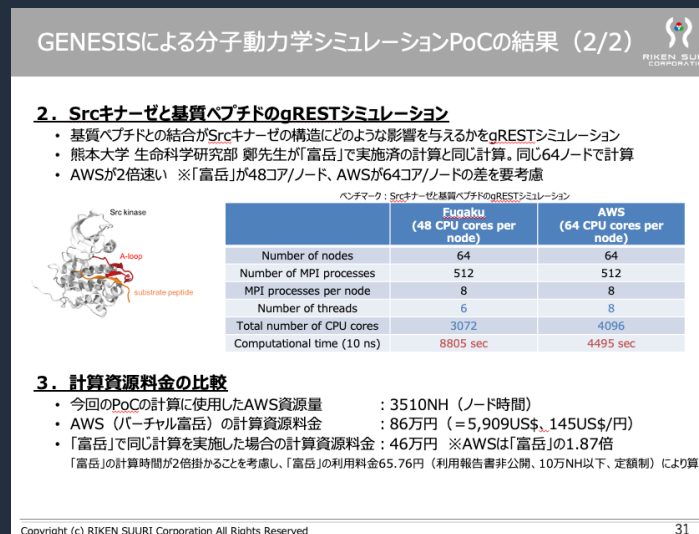 GENESISによる分子動力学シミュレーションPoCの結果（2/2）
RIKEN SU
CORPORATI
２．Srcキナーゼと基質ペプチドのgRESTシミュレーション
• 基質ペプチドとの結合がSrcキナーゼの構造にどのような影響を与えるかをgRESTシミュレーション
• 熊本大学 生命科学研究部 鄭先生が「富岳」で実施済の計算と同じ計算。同じ64ノードで計算
• AWSが2倍速い ※「富岳」が48コア/ノード、AWSが64コア/ノードの差を要考慮
ベンチマーク：Srcキナーゼと基質ペプチドのgRESTシミュレーション
Src kinase
A-loop
substrate peptide
Fugaku (48 CPU cores per node) AWS (64 CPU cores per node)
Number of nodes 64 64
Number of MPI processes 512 512
MPI processes per node 8 8
Number of threads 6 8
Total number of CPU cores 3072 4096
Computational time (10 ns) 8805 sec 4495 sec
３．計算資源料金の比較
• 今回のPoCの計算に使用したAWS資源量 ：3510NH（ノード時間）
• AWS（バーチャル富岳）の計算資源料金 ：86万円（=5,909US$、145US$/円）
• 「富岳」で同じ計算を実施した場合の計算資源料金：46万円 ※AWSは「富岳」の1.87倍
「富岳」の計算時間が2倍掛かることを考慮し、「富岳」の利用料金65.76円（利用報告書非公開、10万NH以下、定額制）により算
Copyright (c) RIKEN SUURI Corporation All Rights Reserved
31